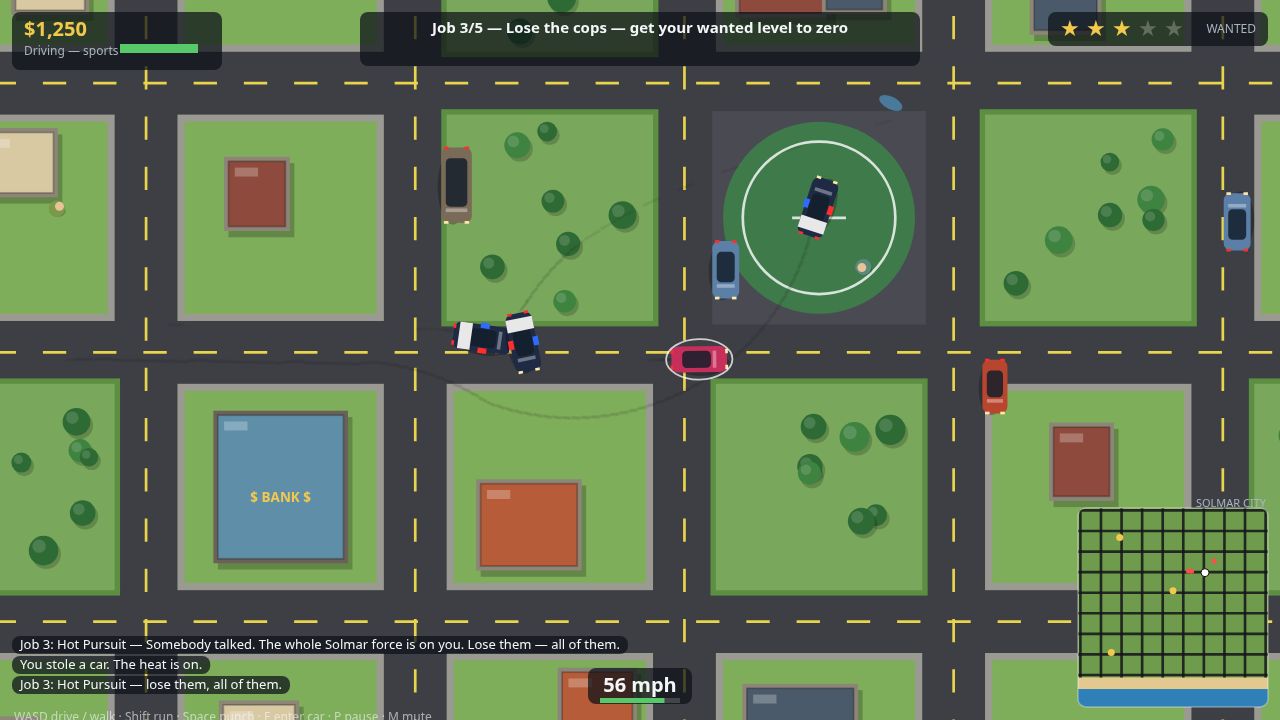 $1,250
Driving — sports
Job 3/5 — Lose the cops — get your wanted level to zero
WANTED
$ BANK $
SOLMAR CITY
Job 3: Hot Pursuit — Somebody talked. The whole Solmar force is on you. Lose them — all of them.
You stole a car. The heat is on.
Job 3: Hot Pursuit — lose them, all of them.
56 mph
WASD drive / walk · Shift run · Space punch · E enter car · P pause · M mute